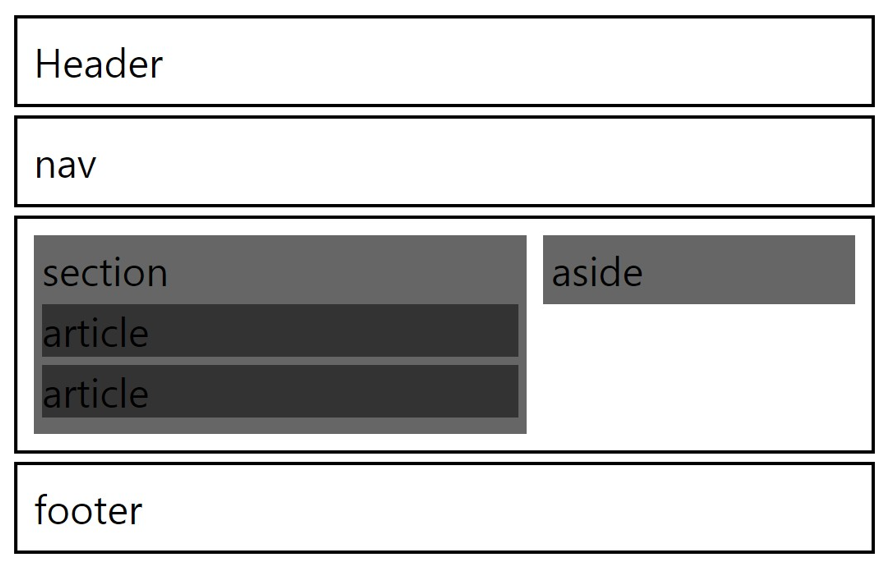 Header
nav
section
aside
article
article
footer